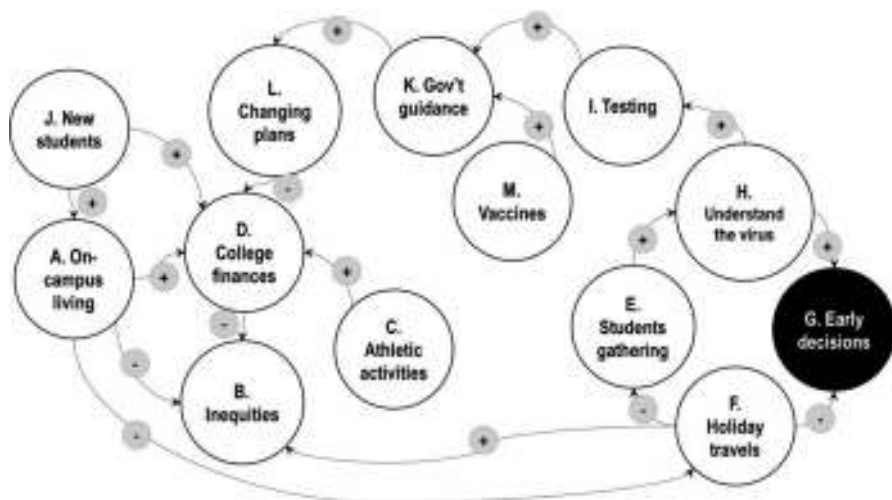 J. New
students
+
A. On-
campus
living
L.
Changing
plans
+
K. Gov't
guidance
+
I. Testing
+
M.
Vaccines
+
H.
Understand
the virus
+
+
-
D.
College
finances
+
+
-
-
B.
Inequities
C.
Athletic
activities
+
E.
Students
gathering
+
G. Early
decisions
F.
Holiday
travels
-
-
+
-